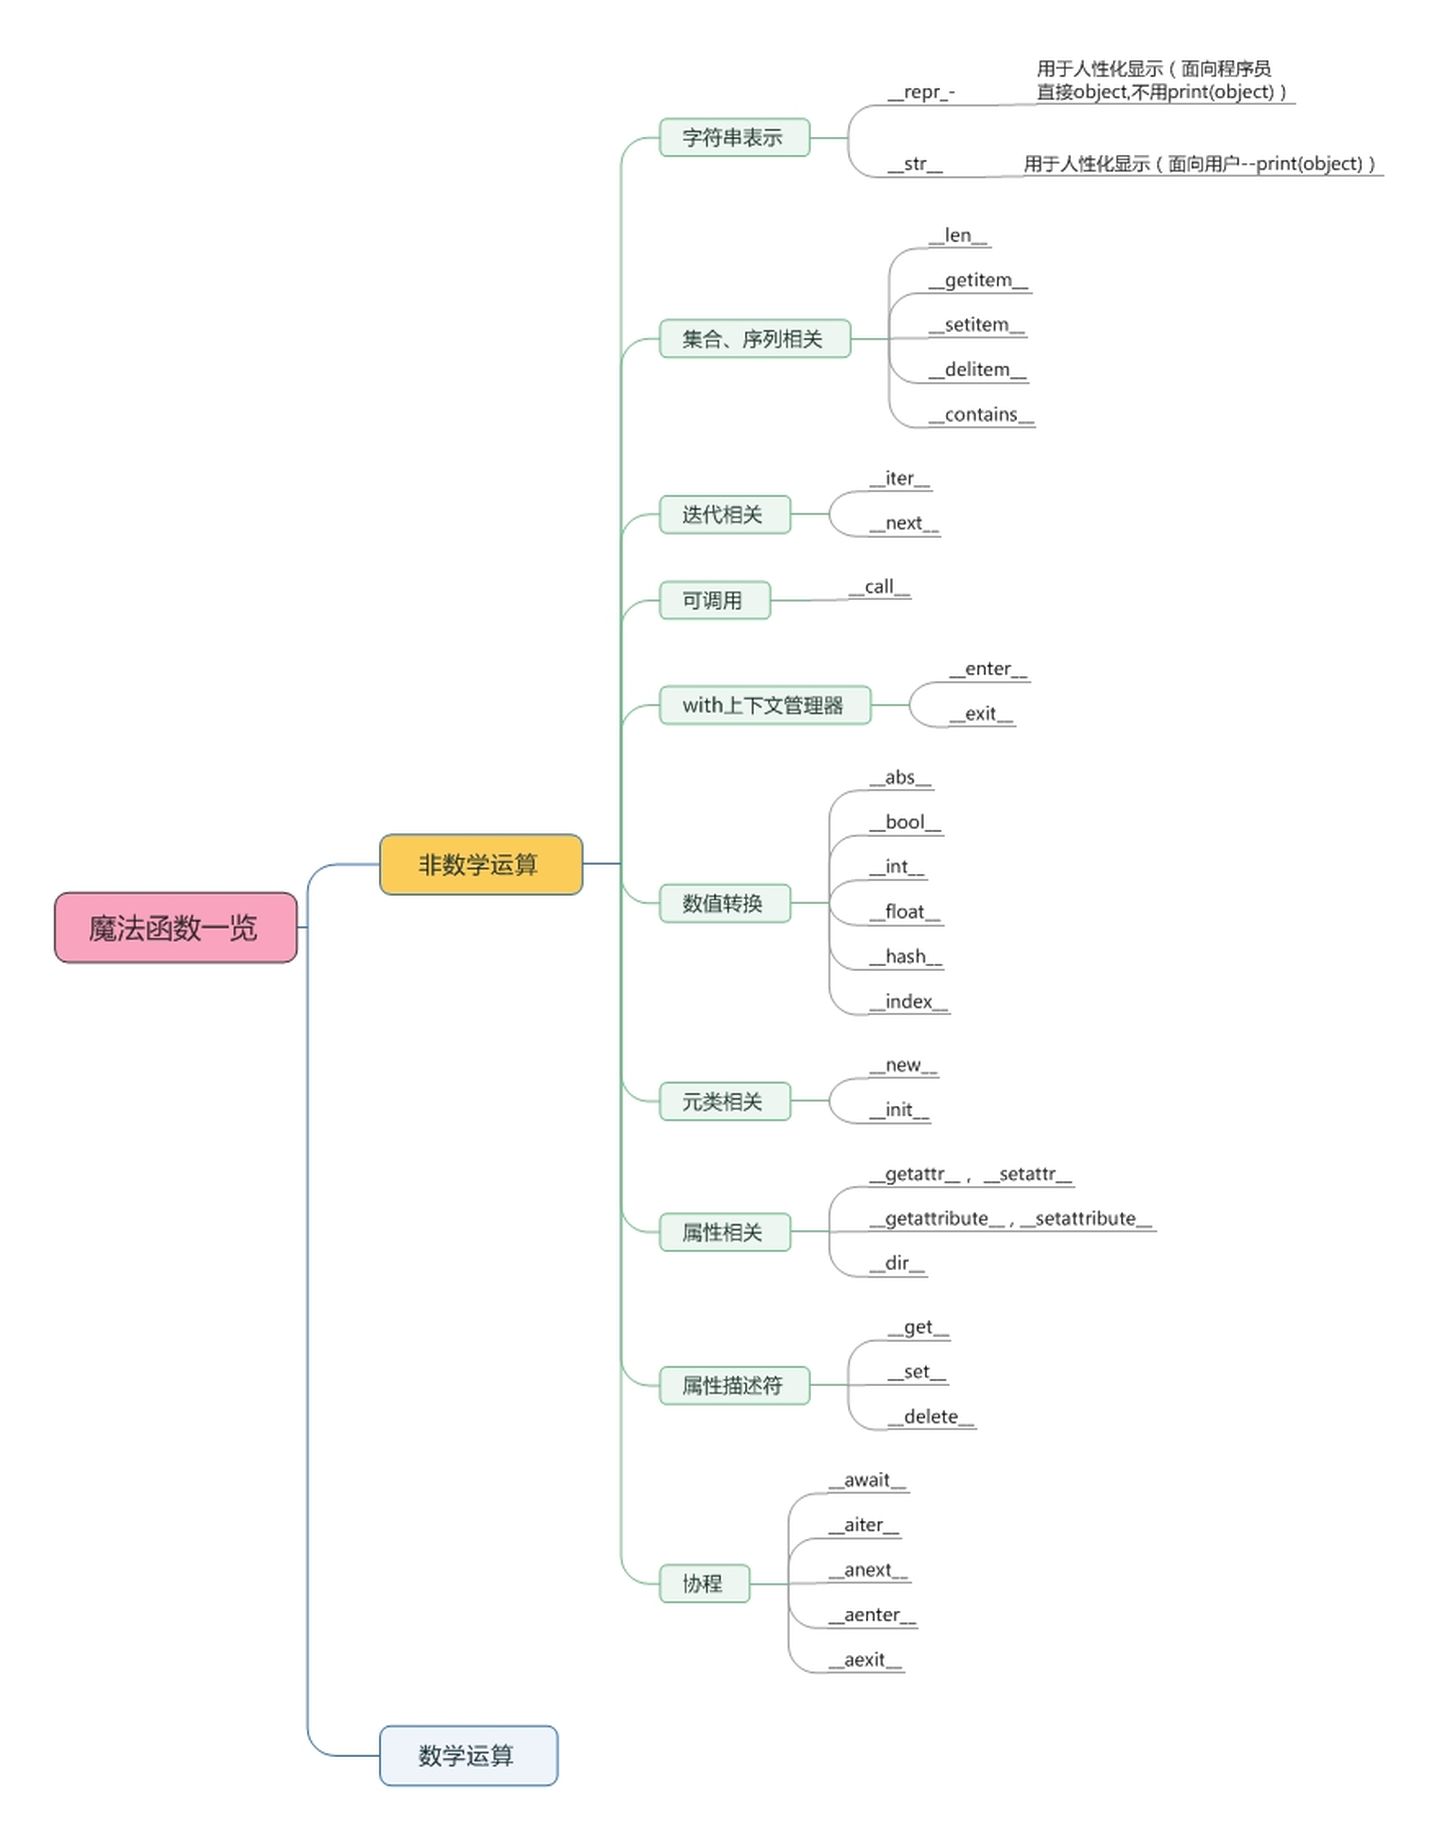 魔法函数一览
非数学运算
字符串表示
__repr_-
用于人性化显示（面向程序员
直接object,不用print(object)）
__str__
用于人性化显示（面向用户--print(object)）
集合、序列相关
__len__
__getitem__
__setitem__
__delitem__
__contains__
迭代相关
__iter__
__next__
可调用
__call__
with上下文管理器
__enter__
__exit__
数值转换
__abs__
__bool__
__int__
__float__
__hash__
__index__
元类相关
__new__
__init__
属性相关
__getattr__， __setattr__
__getattribute__，__setattribute__
__dir__
属性描述符
__get__
__set__
__delete__
协程
__await__
__aiter__
__anext__
__aenter__
__aexit__
数学运算